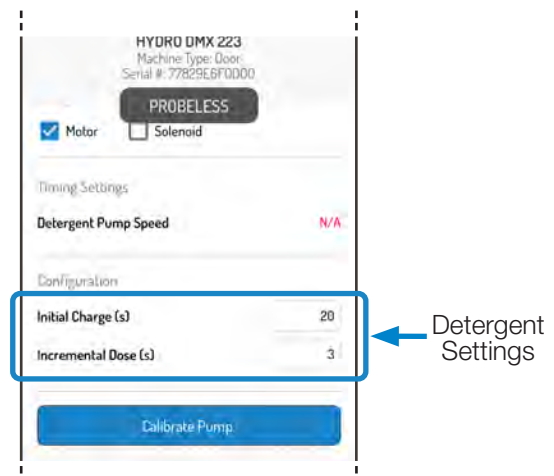 HYDRO DMX 223
Machine Type: Door
Serial #: 77829E6F0D00
PROBELESS
Motor Solenoid
Timing Settings
Detergent Pump Speed N/A
Configuration
Initial Charge (s) 20
Incremental Dose (s) 3
Detergent
Settings
Calibrate Pump